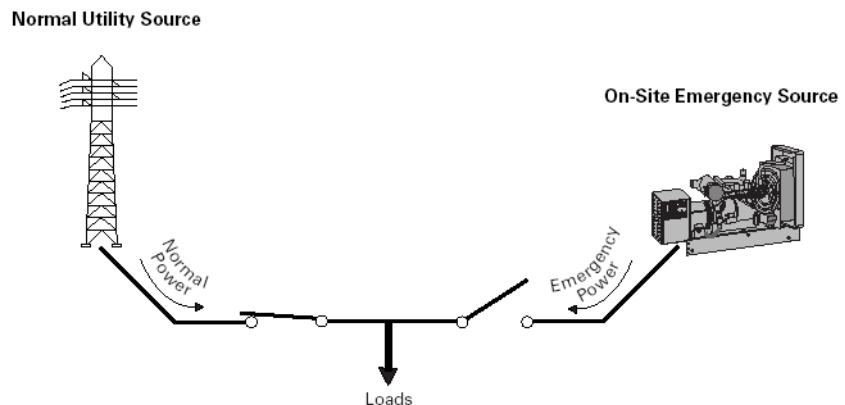 Normal Utility Source
On-Site Emergency Source
Normal
Power
Emergency
Power
Loads